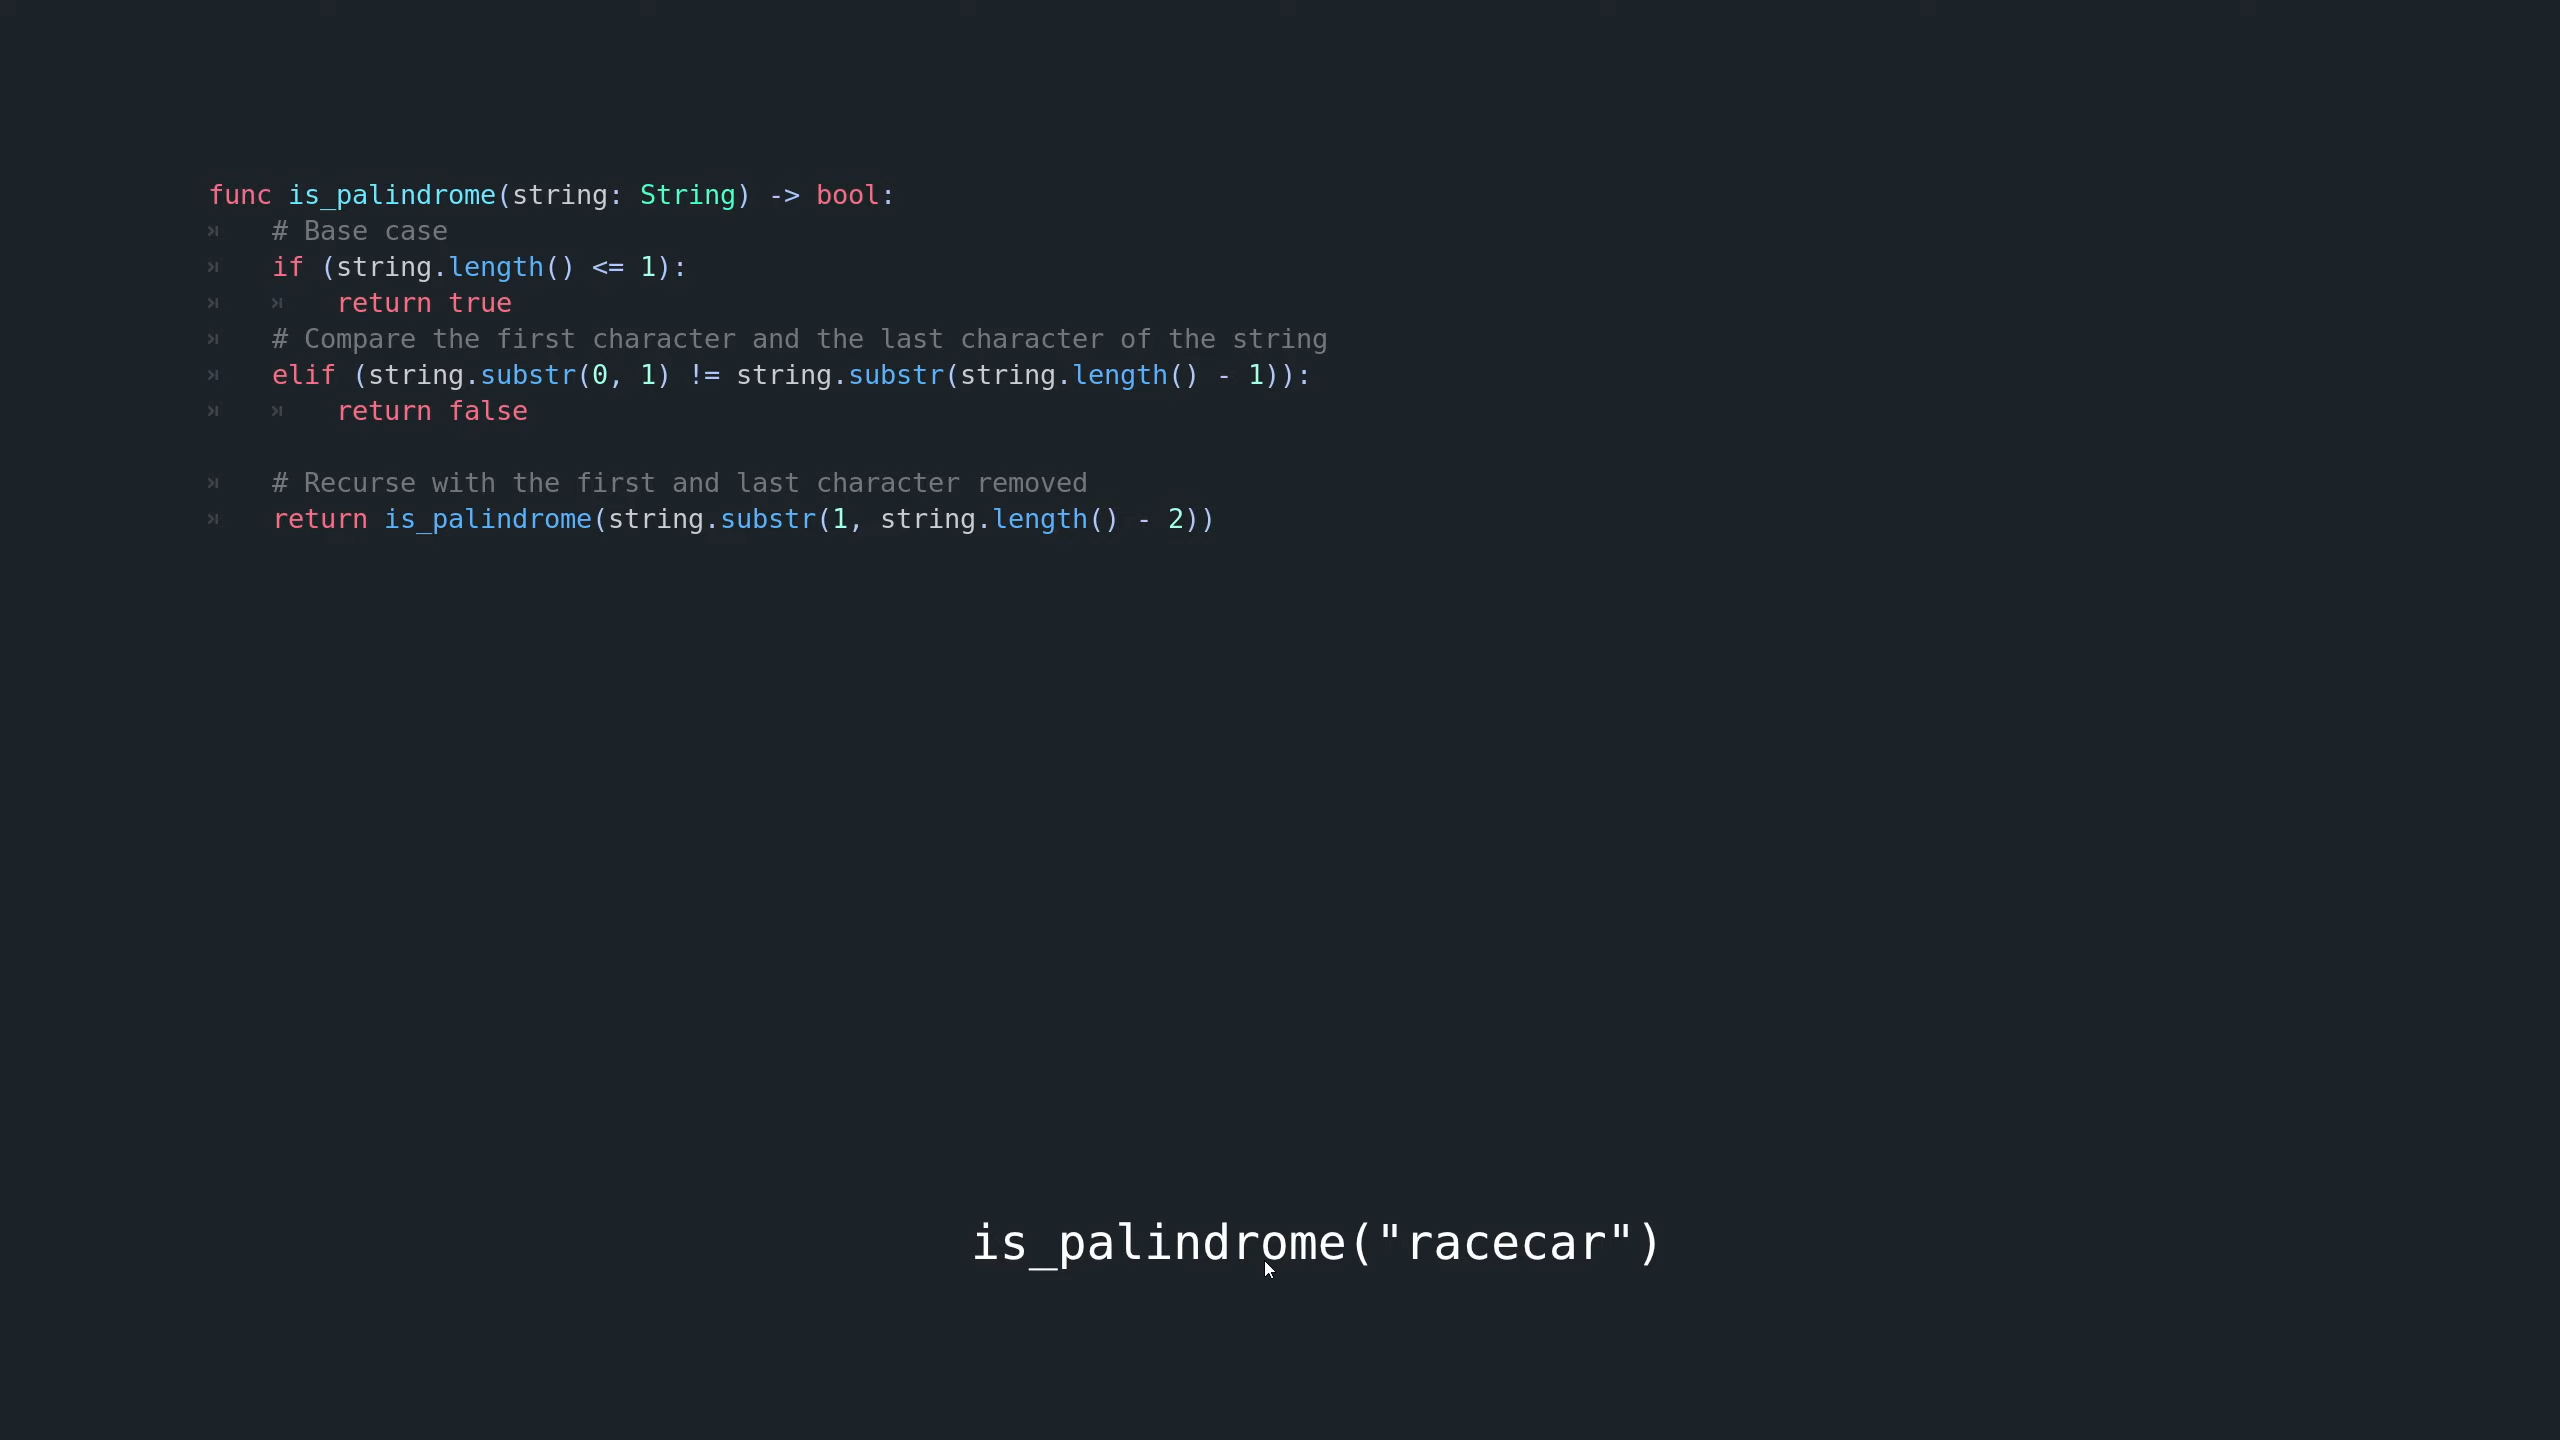 func is_palindrome(string: String) -> bool:
# Base case
if (string.length() <= 1):
return true
# Compare the first character and the last character of the string
elif (string.substr(0, 1) != string.substr(string.length() - 1)):
return false
# Recurse with the first and last character removed
return is_palindrome(string.substr(1, string.length() - 2))
is_palindrome("racecar")